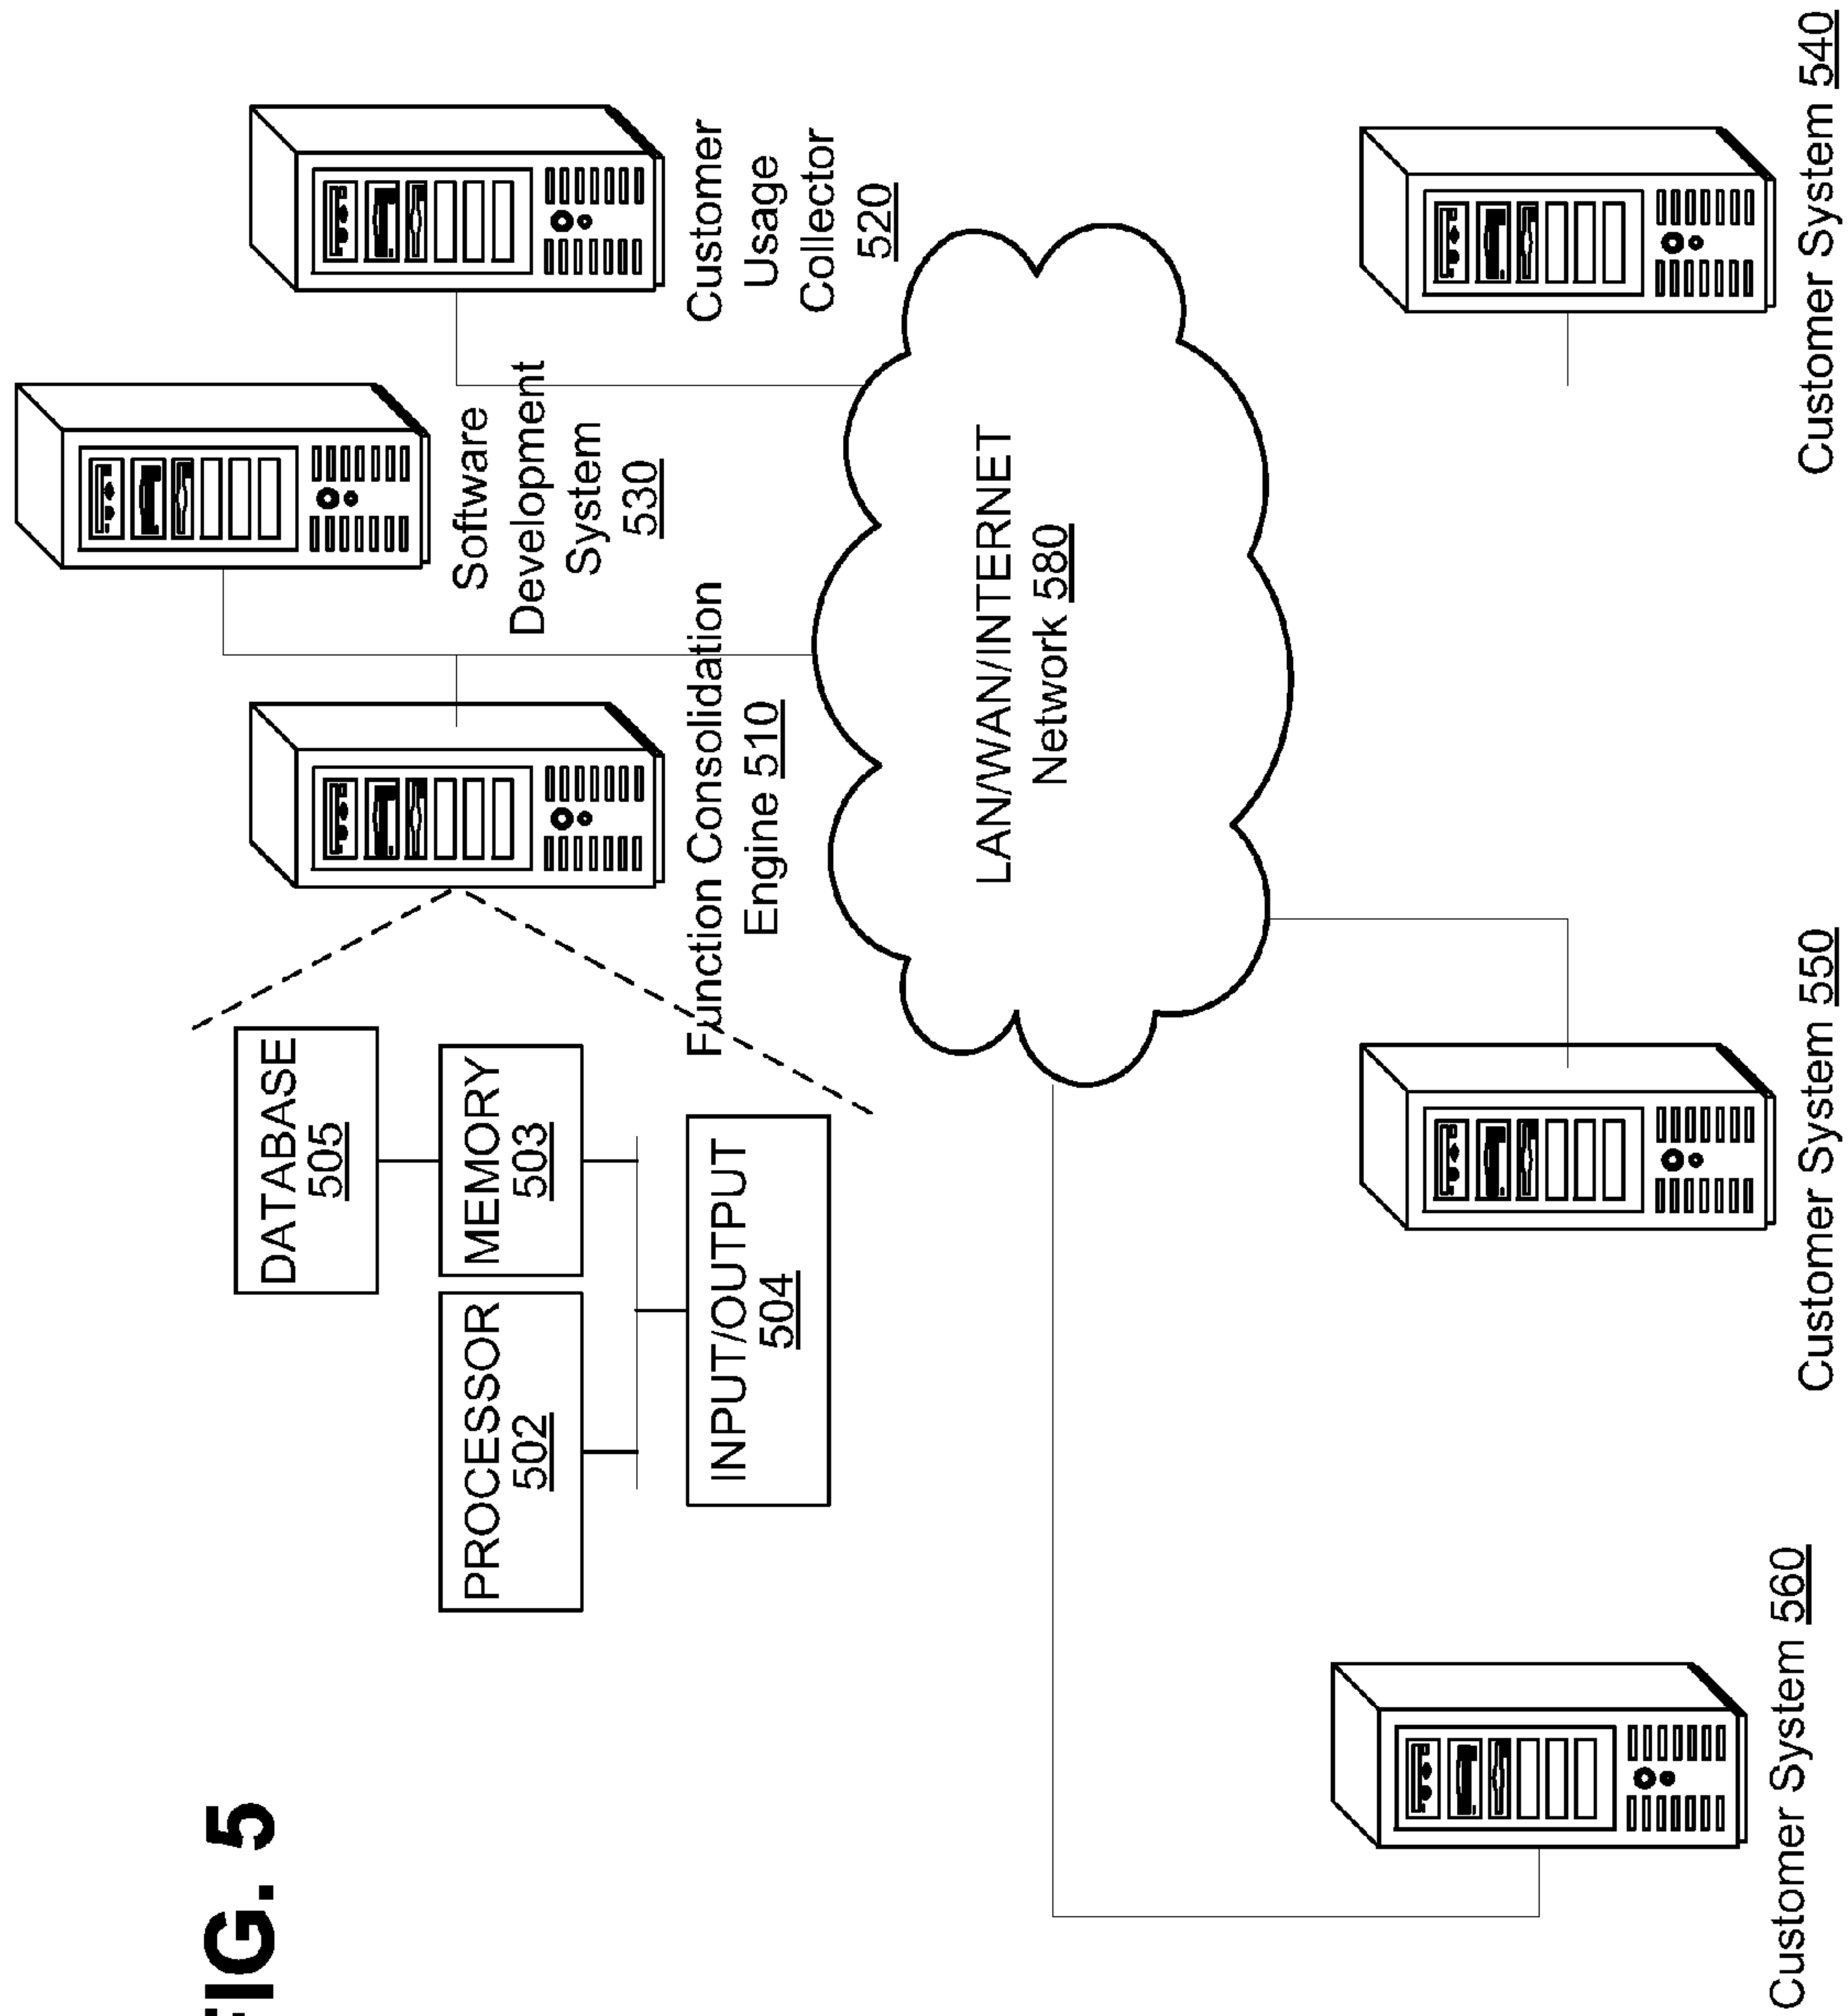 FIG. 5
DATABASE
505
PROCESSOR
502
MEMORY
503
INPUT/OUTPUT
504
Function Consolidation
Engine 510
Software
Development
System
530
Customer
Usage
Collector
520
LAN/WAN/INTERNET
Network 580
Customer System 560
Customer System 550
Customer System 540